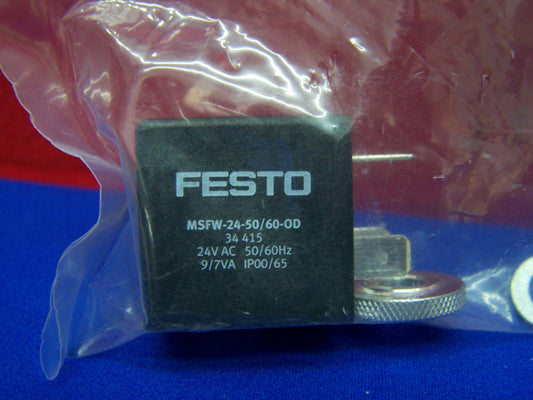 FESTO
MSFW-24-50/60-OD
34 415
24V AC 50/60Hz
9/7VA IP00/65